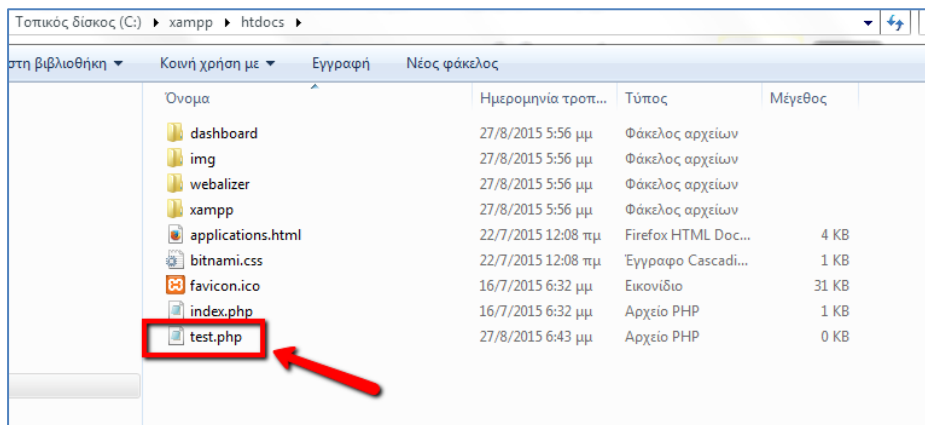 Τοπικός δίσκος (C:) ▸ xampp ▸ htdocs ▸
στη βιβλιοθήκη ▼ Κοινή χρήση με ▼ Εγγραφή Νέος φάκελος
Όνομα Ημερομηνία τροπ... Τύπος Μέγεθος
dashboard 27/8/2015 5:56 μμ Φάκελος αρχείων
img 27/8/2015 5:56 μμ Φάκελος αρχείων
webalizer 27/8/2015 5:56 μμ Φάκελος αρχείων
xampp 27/8/2015 5:56 μμ Φάκελος αρχείων
applications.html 22/7/2015 12:08 πμ Firefox HTML Doc... 4 KB
bitnami.css 22/7/2015 12:08 πμ Έγγραφο Cascadi... 1 KB
favicon.ico 16/7/2015 6:32 μμ Εικονίδιο 31 KB
index.php 16/7/2015 6:32 μμ Αρχείο PHP 1 KB
test.php 27/8/2015 6:43 μμ Αρχείο PHP 0 KB